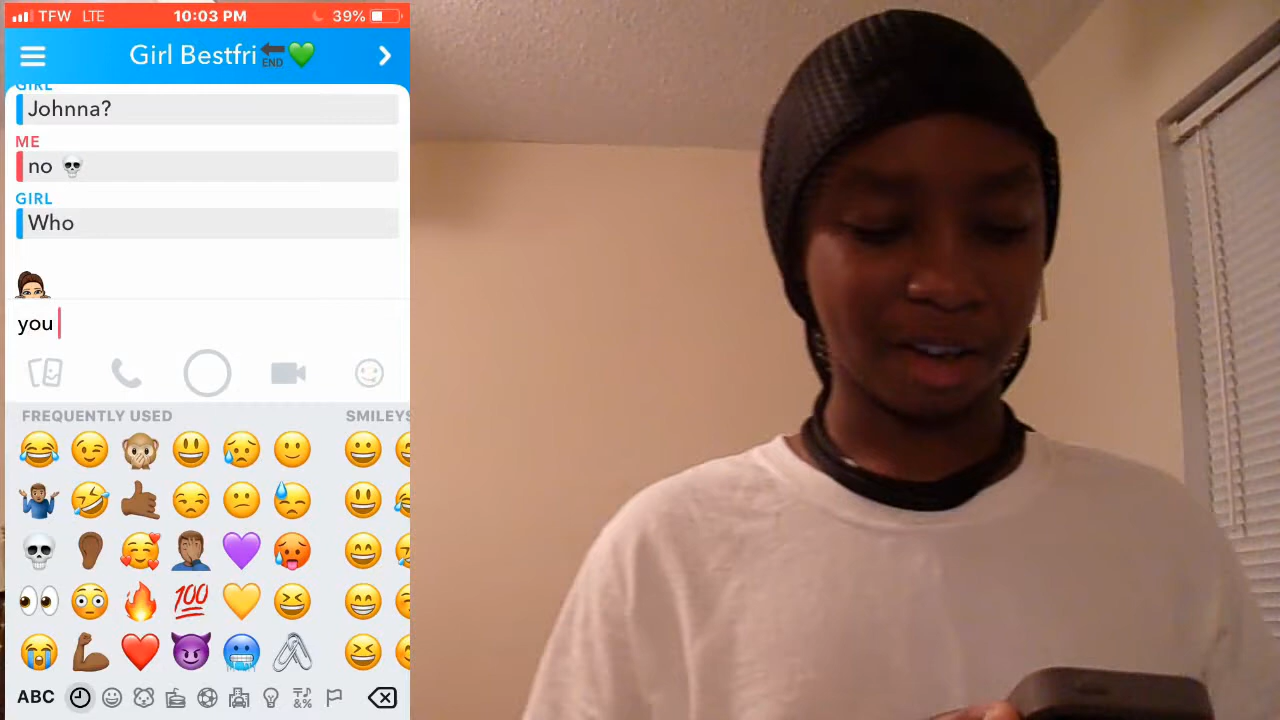 TFW LTE 10:03 PM 39%
Girl Bestfri🔚💚
GIRL
Johnna?
ME
no 💀
GIRL
Who
you
FREQUENTLY USED SMILEYS
ABC